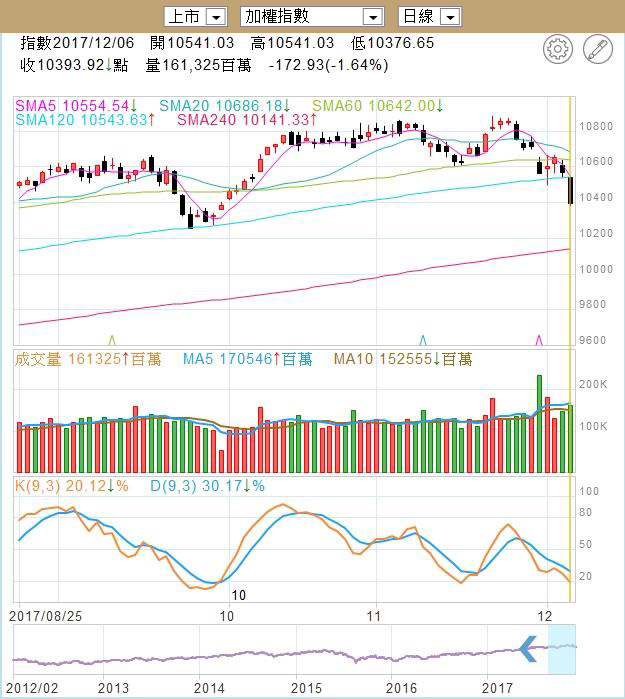 上市 加權指數 日線
指數2017/12/06 開10541.03 高10541.03 低10376.65
收10393.92↓點 量161,325百萬 -172.93(-1.64%)
SMA5 10554.54↓ SMA20 10686.18↓ SMA60 10642.00↓
SMA120 10543.63↑ SMA240 10141.33↑
10800
10600
10400
10200
10000
9800
9600
成交量 161325↑百萬 MA5 170546↑百萬 MA10 152555↓百萬
200K
100K
K(9,3) 20.12↓% D(9,3) 30.17↓%
100
80
50
20
10
2017/08/25 10 11 12
2012/02 2013 2014 2015 2016 2017